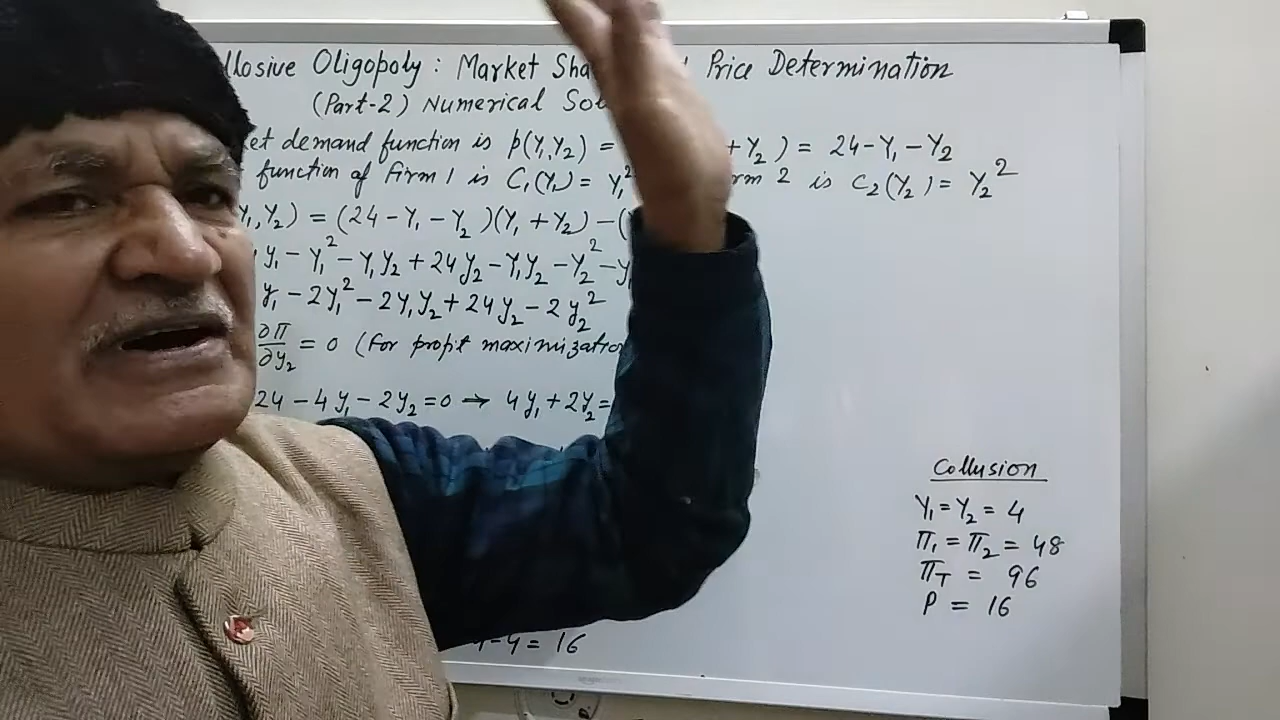 llosive Oligopoly : Market Sha Price Determination
(Part-2) Numerical Sol
et demand function is p(Y₁,Y₂) = +Y₂ ) = 24-Y₁-Y₂
function of Firm 1 is C₁(Y₁) = Y₁² rm 2 is C₂(Y₂) = Y₂²
Y₁,Y₂) = (24-Y₁-Y₂)(Y₁+Y₂)-(
y₁-Y₁²-Y₁Y₂+24y₂-Y₁Y₂-Y₂²-y₁
y₁-2y₁²-2y₁y₂+24y₂-2y₂²
∂Π/∂y₂ = 0 (For profit maximization
24-4y₁-2y₂=0 → 4y₁+2y₂=
Collusion
Y₁=Y₂=4
Π₁=Π₂=48
Π_T = 96
P = 16
4-4=16